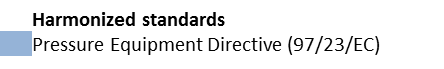 Harmonized standards
Pressure Equipment Directive (97/23/EC)